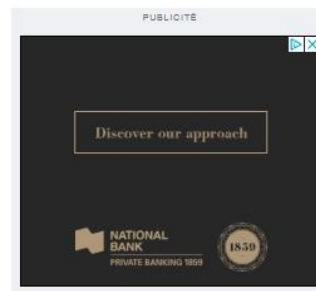 PUBLICITÉ
Discover our approach
NATIONAL
BANK
PRIVATE BANKING 1859
1859